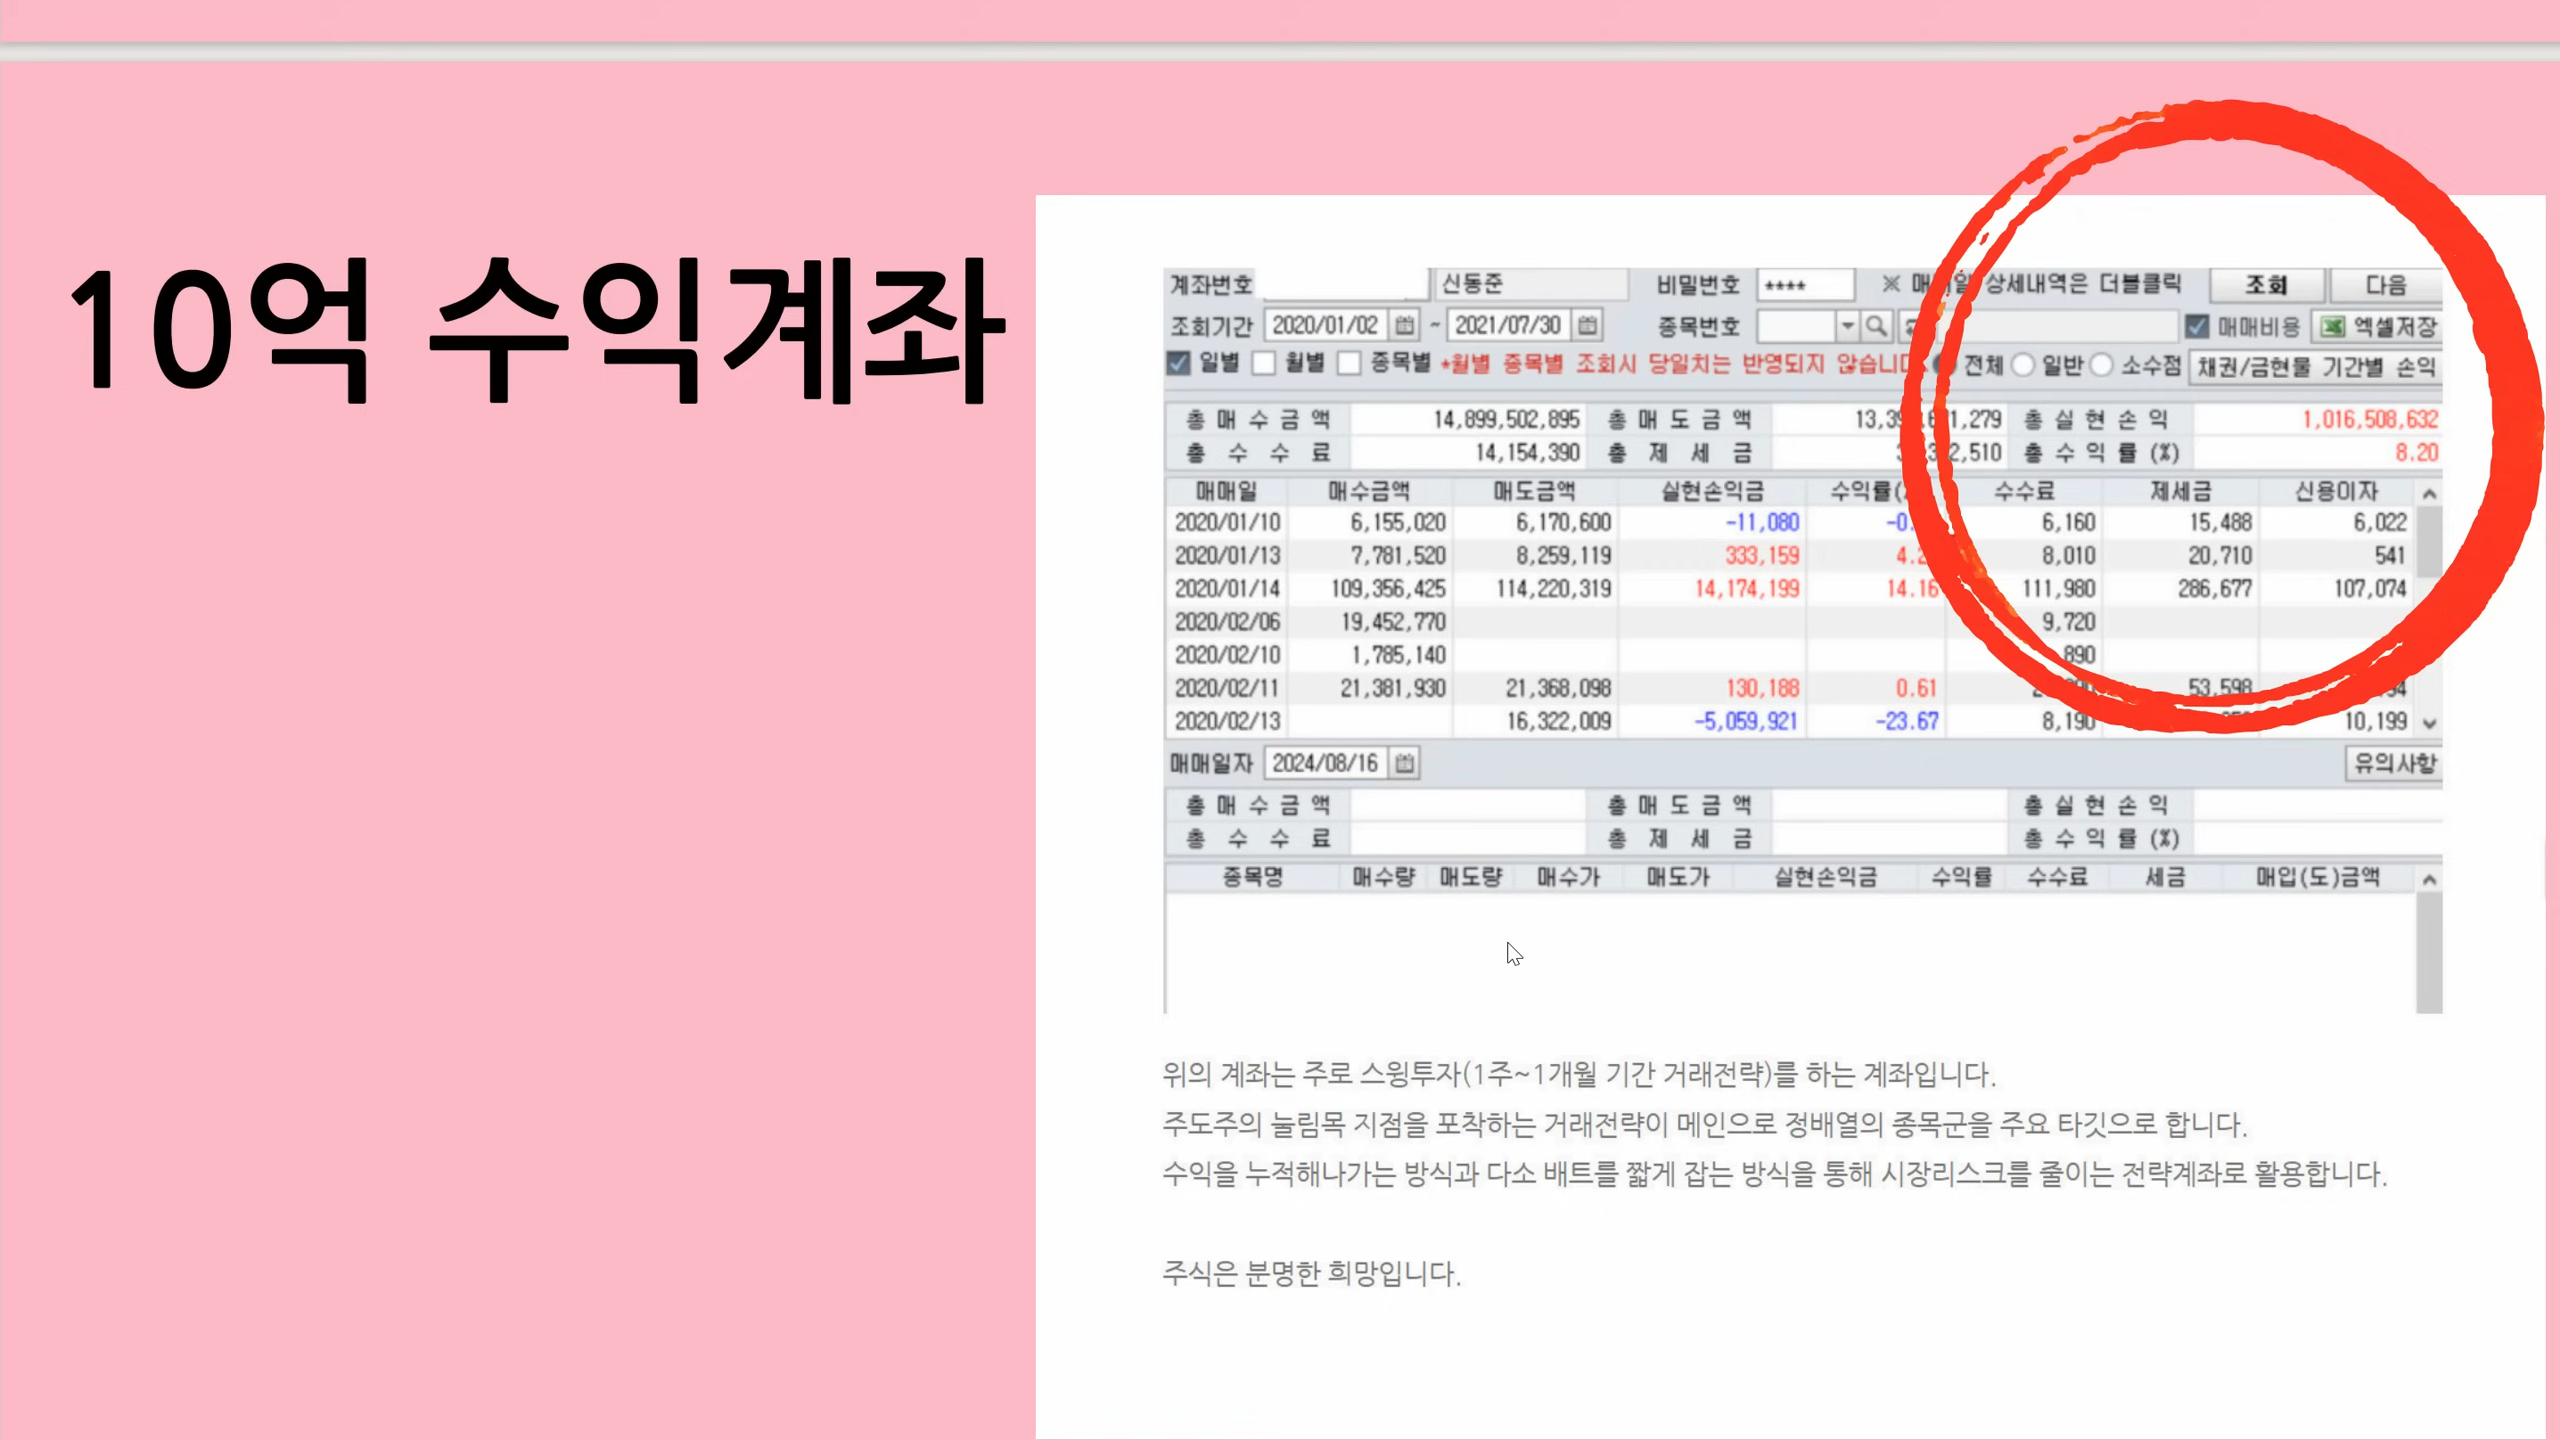 10억 수익계좌
계좌번호 신동준 비밀번호 **** ※ 상세내역은 더블클릭 조회 다음
조회기간 2020/01/02 ~ 2021/07/30 종목번호 매매비용 엑셀저장
일별 월별 종목별 *월별 종목별 조회시 당일치는 반영되지 않습니다 전체 일반 소수점 채권/금현물 기간별 손익
총매수금액 14,899,502,895 총매도금액 총실현손익 1,016,508,632
총수수료 14,154,390 총제세금 총수익률(%) 8.20
매매일 매수금액 매도금액 실현손익금 수수료 제세금 신용이자
2020/01/10 6,155,020 6,170,600 -11,080 6,160 15,488 6,022
2020/01/13 7,781,520 8,259,119 333,159 8,010 20,710 541
2020/01/14 109,356,425 114,220,319 14,174,199 14.16 111,980 286,677 107,074
2020/02/06 19,452,770 9,720
2020/02/10 1,785,140 890
2020/02/11 21,381,930 21,368,098 130,188 0.61 53,598
2020/02/13 16,322,009 -5,059,921 -23.67 8,190 10,199
매매일자 2024/08/16 유의사항
총매수금액 총매도금액 총실현손익
총수수료 총제세금 총수익률(%)
종목명 매수량 매도량 매수가 매도가 실현손익금 수익률 수수료 세금 매입(도)금액
위의 계좌는 주로 스윙투자(1주~1개월 기간 거래전략)를 하는 계좌입니다.
주도주의 눌림목 지점을 포착하는 거래전략이 메인으로 정배열의 종목군을 주요 타깃으로 합니다.
수익을 누적해나가는 방식과 다소 배트를 짧게 잡는 방식을 통해 시장리스크를 줄이는 전략계좌로 활용합니다.
주식은 분명한 희망입니다.